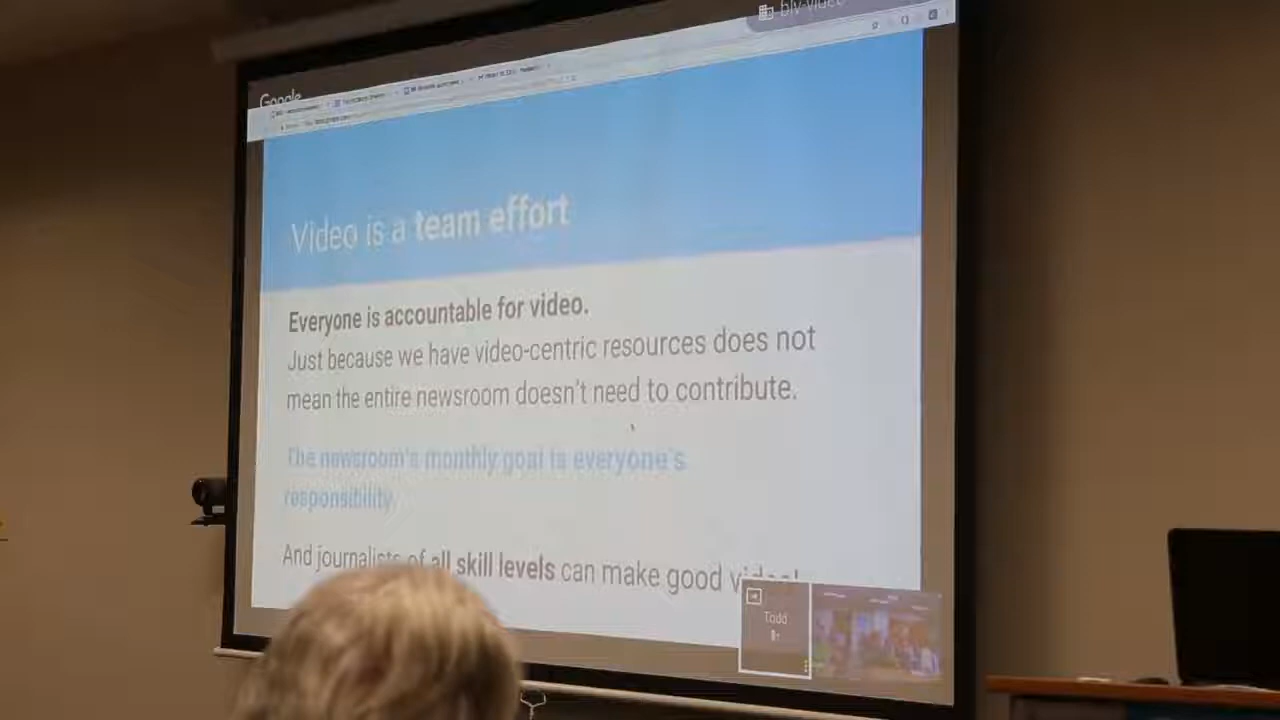 Google
Video is a team effort
Everyone is accountable for video.
Just because we have video-centric resources does not
mean the entire newsroom doesn't need to contribute.
The newsroom's monthly goal is everyone's
responsibility.
And journalists of all skill levels can make good video!
Todd